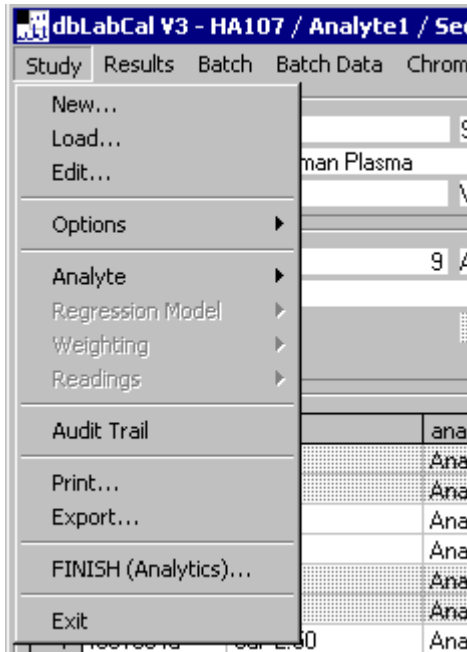 dbLabCal V3 - HA107 / Analyte1 / Sec
Study Results Batch Batch Data Chrom
New...
Load...
Edit...
man Plasma
Options
9
Analyte
Regression Model
Weighting
Readings
Audit Trail
ana
Ana
Print...
Ana
Export...
Ana
Ana
FINISH (Analytics)...
Ana
Ana
Exit
Ana